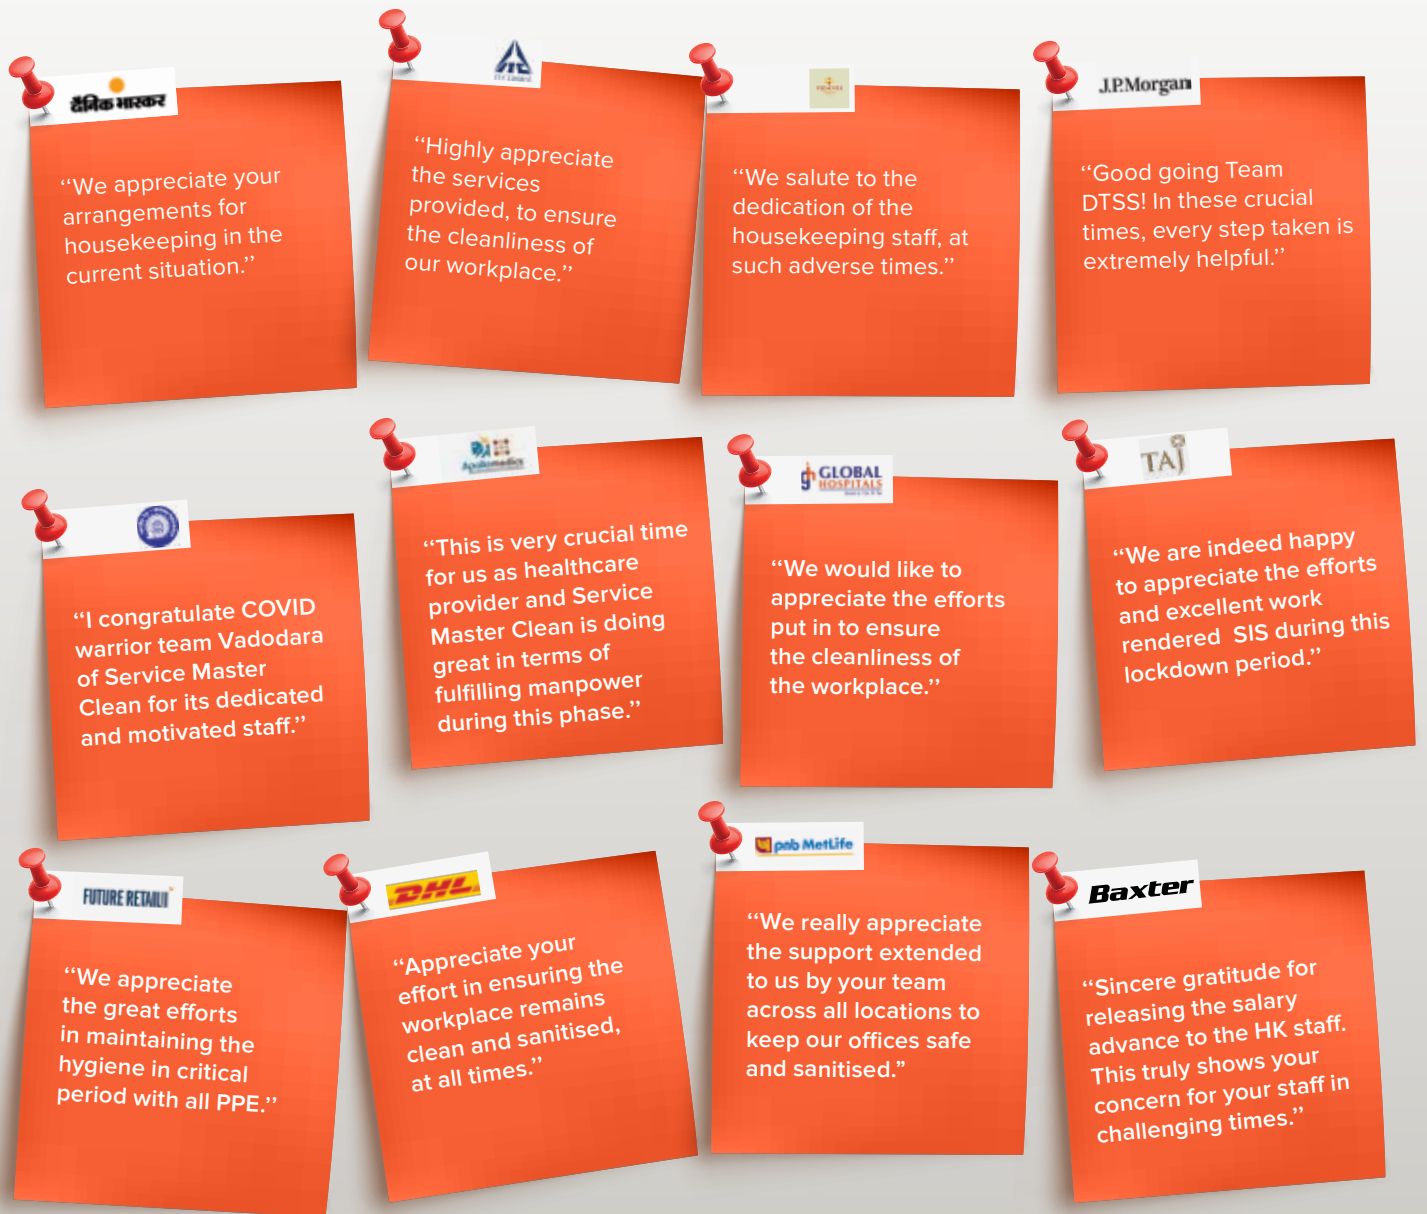 दैनिक भास्कर
‘‘We appreciate your
arrangements for
housekeeping in the
current situation.’’
‘‘Highly appreciate
the services
provided, to ensure
the cleanliness of
our workplace.’’
‘‘We salute to the
dedication of the
housekeeping staff, at
such adverse times.’’
J.P.Morgan
‘‘Good going Team
DTSS! In these crucial
times, every step taken is
extremely helpful.’’
‘‘I congratulate COVID
warrior team Vadodara
of Service Master
Clean for its dedicated
and motivated staff.’’
Apollomedics
‘‘This is very crucial time
for us as healthcare
provider and Service
Master Clean is doing
great in terms of
fulfilling manpower
during this phase.’’
GLOBAL
HOSPITALS
‘‘We would like to
appreciate the efforts
put in to ensure
the cleanliness of
the workplace.’’
TAJ
‘‘We are indeed happy
to appreciate the efforts
and excellent work
rendered  SIS during this
lockdown period.’’
FUTURE RETAIL
‘‘We appreciate
the great efforts
in maintaining the
hygiene in critical
period with all PPE.’’
DHL
‘‘Appreciate your
effort in ensuring the
workplace remains
clean and sanitised,
at all times.’’
pnb MetLife
‘‘We really appreciate
the support extended
to us by your team
across all locations to
keep our offices safe
and sanitised.”
Baxter
‘‘Sincere gratitude for
releasing the salary
advance to the HK staff.
This truly shows your
concern for your staff in
challenging times.’’